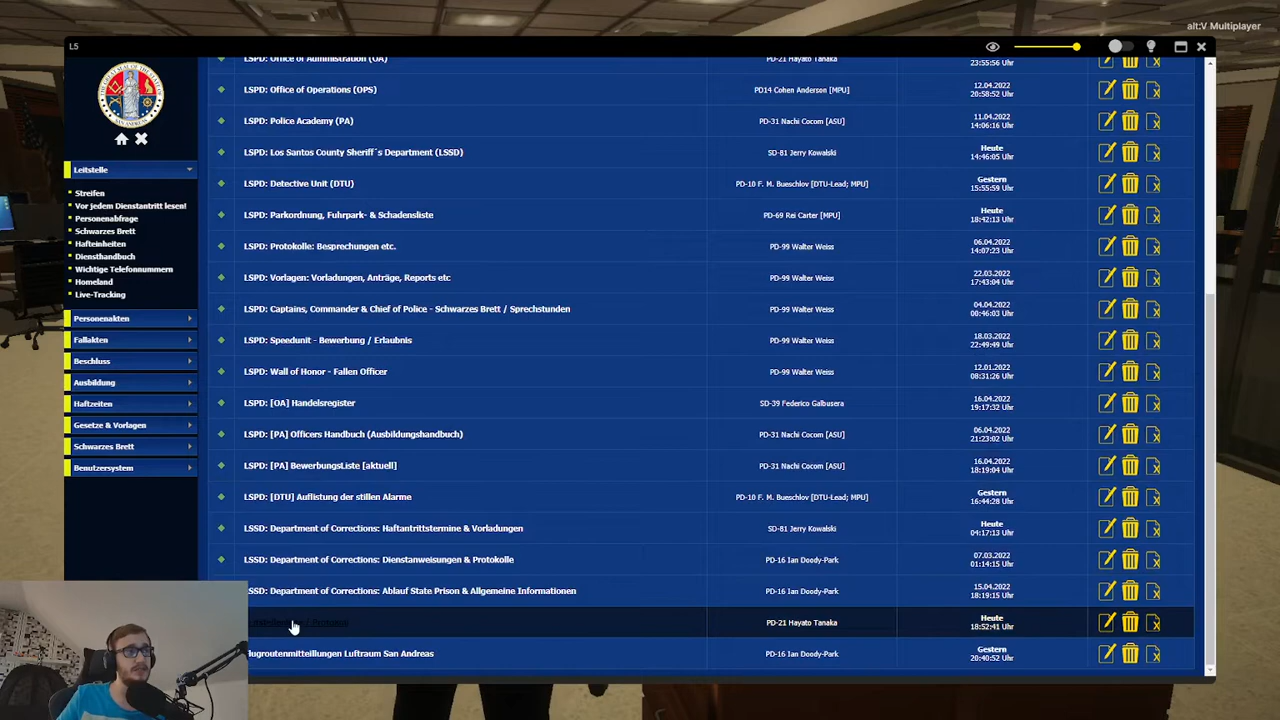 alt:V Multiplayer
L5
THE GREAT SEAL OF THE STATE OF SAN ANDREAS
Leitstelle
Streifen
Vor jedem Dienstantritt lesen!
Personenabfrage
Schwarzes Brett
Hafteinheiten
Diensthandbuch
Wichtige Telefonnummern
Homeland
Live-Tracking
Personenakten
Fallakten
Beschluss
Ausbildung
Haftzeiten
Gesetze & Vorlagen
Schwarzes Brett
Benutzersystem
LSPD: Office of Administration (OA) PD-21 Hayato Tanaka 23:55:56 Uhr
LSPD: Office of Operations (OPS) PD14 Cohen Anderson [MPU] 12.04.2022 20:58:52 Uhr
LSPD: Police Academy (PA) PD-31 Nachi Cocom [ASU] 11.04.2022 14:06:16 Uhr
LSPD: Los Santos County Sheriff´s Department (LSSD) SD-81 Jerry Kowalski Heute 14:46:05 Uhr
LSPD: Detective Unit (DTU) PD-10 F. M. Bueschlov [DTU-Lead; MPU] Gestern 15:55:59 Uhr
LSPD: Parkordnung, Fuhrpark- & Schadensliste PD-69 Rei Carter [MPU] Heute 18:42:13 Uhr
LSPD: Protokolle: Besprechungen etc. PD-99 Walter Weiss 06.04.2022 14:07:23 Uhr
LSPD: Vorlagen: Vorladungen, Anträge, Reports etc PD-99 Walter Weiss 22.03.2022 17:43:04 Uhr
LSPD: Captains, Commander & Chief of Police - Schwarzes Brett / Sprechstunden PD-99 Walter Weiss 04.04.2022 00:46:03 Uhr
LSPD: Speedunit - Bewerbung / Erlaubnis PD-99 Walter Weiss 18.03.2022 22:49:49 Uhr
LSPD: Wall of Honor - Fallen Officer PD-99 Walter Weiss 12.01.2022 08:31:26 Uhr
LSPD: [OA] Handelsregister SD-39 Federico Galbusera 16.04.2022 19:17:32 Uhr
LSPD: [PA] Officers Handbuch (Ausbildungshandbuch) PD-31 Nachi Cocom [ASU] 06.04.2022 21:23:02 Uhr
LSPD: [PA] BewerbungsListe [aktuell] PD-31 Nachi Cocom [ASU] 16.04.2022 18:19:04 Uhr
LSPD: [DTU] Auflistung der stillen Alarme PD-10 F. M. Bueschlov [DTU-Lead; MPU] Gestern 16:44:28 Uhr
LSSD: Department of Corrections: Haftantrittstermine & Vorladungen SD-81 Jerry Kowalski Heute 04:17:13 Uhr
LSSD: Department of Corrections: Dienstanweisungen & Protokolle PD-16 Ian Doody-Park 07.03.2022 01:14:15 Uhr
SSD: Department of Corrections: Ablauf State Prison & Allgemeine Informationen PD-16 Ian Doody-Park 15.04.2022 18:19:15 Uhr
PD-21 Hayato Tanaka Heute 18:52:41 Uhr
lugroutenmitteillungen Luftraum San Andreas PD-16 Ian Doody-Park Gestern 20:40:52 Uhr